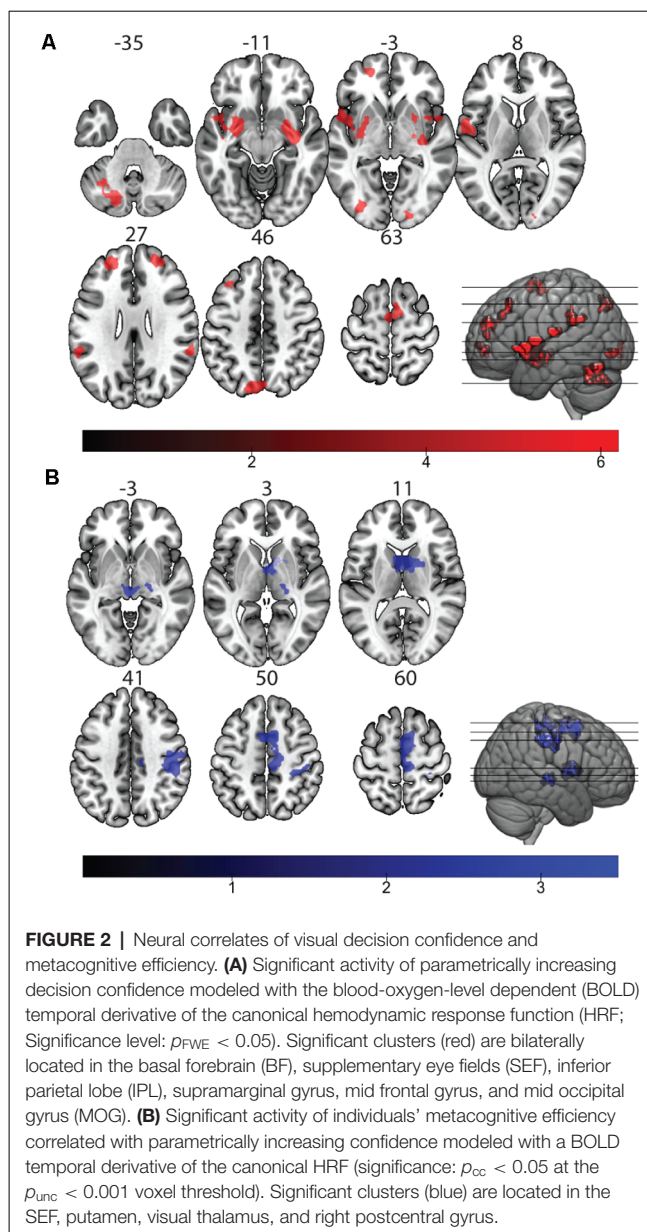 A
-35
-11
-3
8
27
46
63
2
4
6
B
-3
3
11
41
50
60
1
2
3
FIGURE 2 | Neural correlates of visual decision confidence and
metacognitive efficiency. (A) Significant activity of parametrically increasing
decision confidence modeled with the blood-oxygen-level dependent (BOLD)
temporal derivative of the canonical hemodynamic response function (HRF;
Significance level: pFWE < 0.05). Significant clusters (red) are bilaterally
located in the basal forebrain (BF), supplementary eye fields (SEF), inferior
parietal lobe (IPL), supramarginal gyrus, mid frontal gyrus, and mid occipital
gyrus (MOG). (B) Significant activity of individuals' metacognitive efficiency
correlated with parametrically increasing confidence modeled with a BOLD
temporal derivative of the canonical HRF (significance: pcc < 0.05 at the
punc < 0.001 voxel threshold). Significant clusters (blue) are located in the
SEF, putamen, visual thalamus, and right postcentral gyrus.